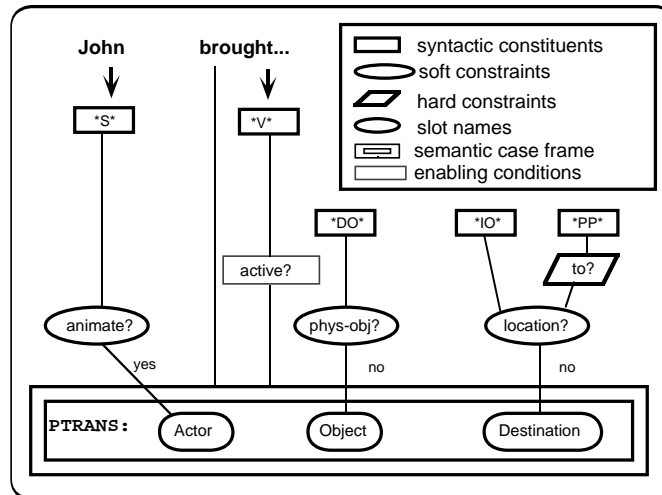 John brought...
syntactic constituents
soft constraints
hard constraints
slot names
semantic case frame
enabling conditions
*S* *V*
*DO* *IO* *PP*
active? to?
animate? phys-obj? location?
yes no no
PTRANS: Actor Object Destination